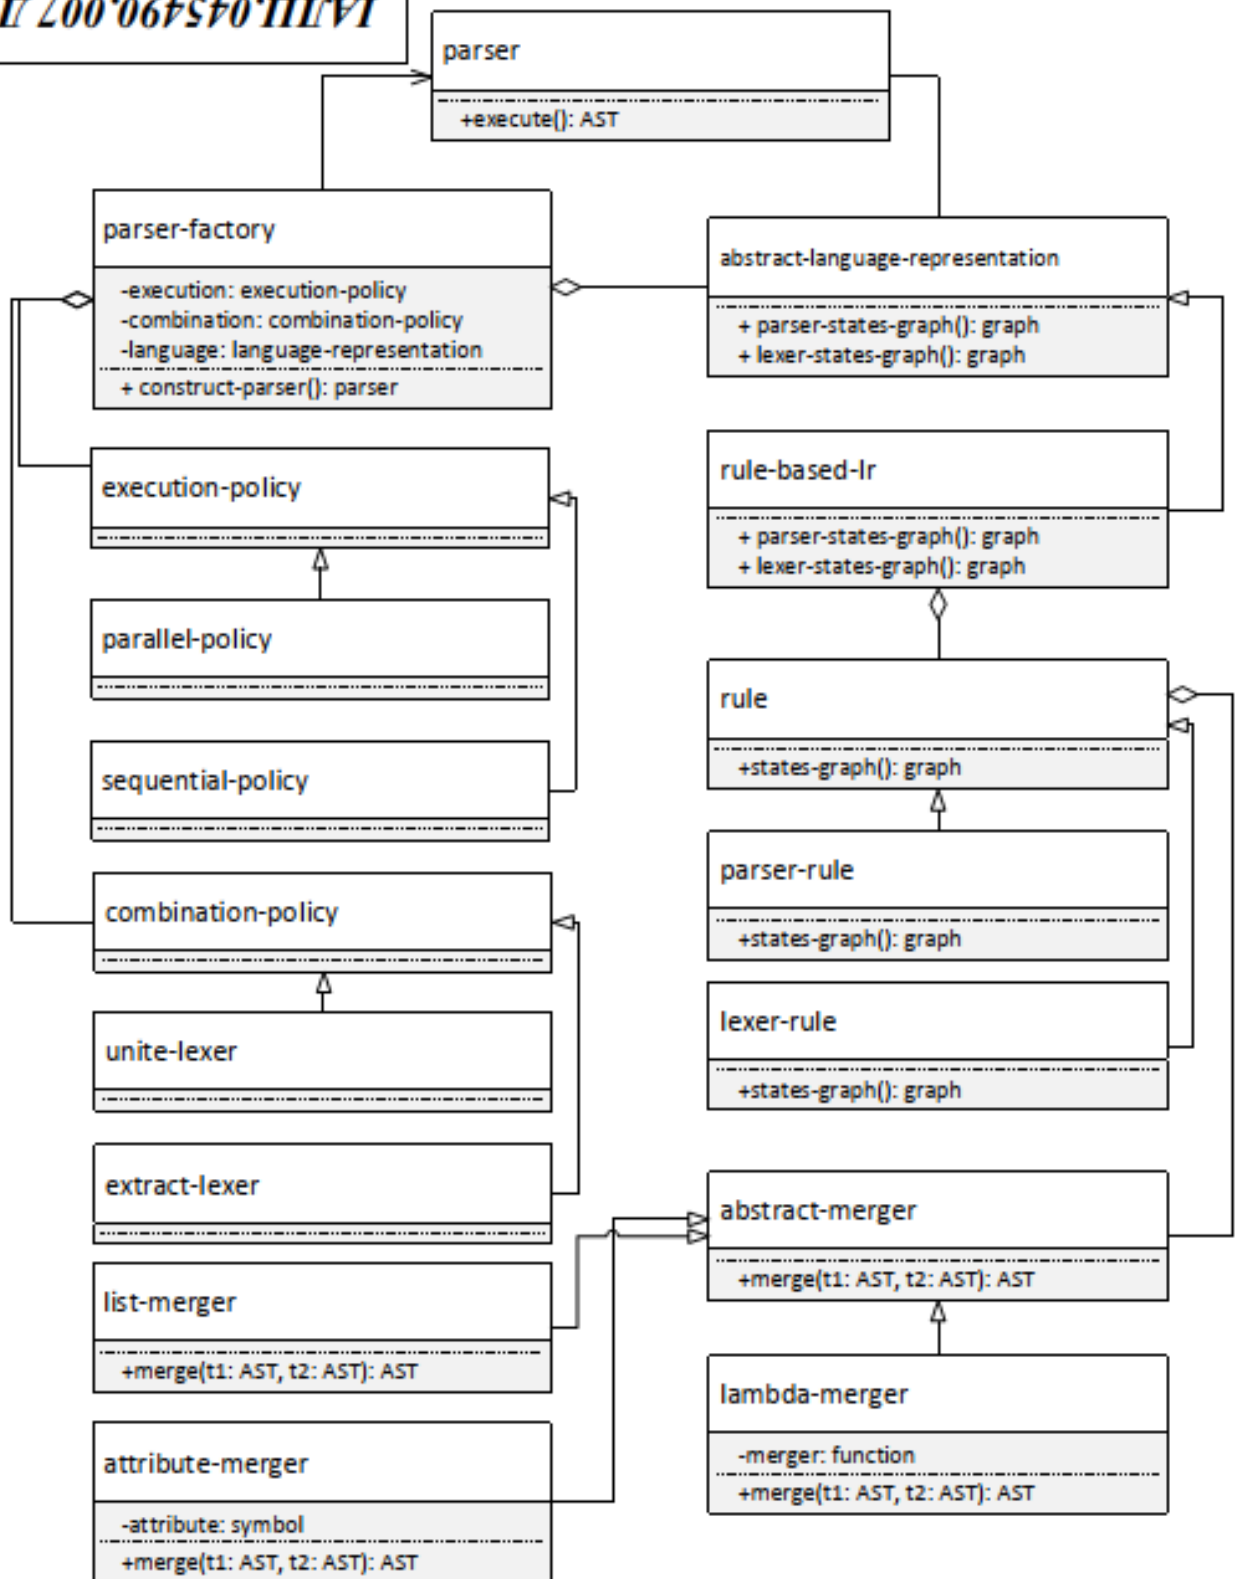 ІАЛЦ.045490.007 Д
parser
+execute(): AST
parser-factory
-execution: execution-policy
-combination: combination-policy
-language: language-representation
+ construct-parser(): parser
abstract-language-representation
+ parser-states-graph(): graph
+ lexer-states-graph(): graph
execution-policy
rule-based-lr
+ parser-states-graph(): graph
+ lexer-states-graph(): graph
parallel-policy
rule
+states-graph(): graph
sequential-policy
parser-rule
+states-graph(): graph
combination-policy
lexer-rule
+states-graph(): graph
unite-lexer
extract-lexer
abstract-merger
+merge(t1: AST, t2: AST): AST
list-merger
+merge(t1: AST, t2: AST): AST
lambda-merger
-merger: function
+merge(t1: AST, t2: AST): AST
attribute-merger
-attribute: symbol
+merge(t1: AST, t2: AST): AST